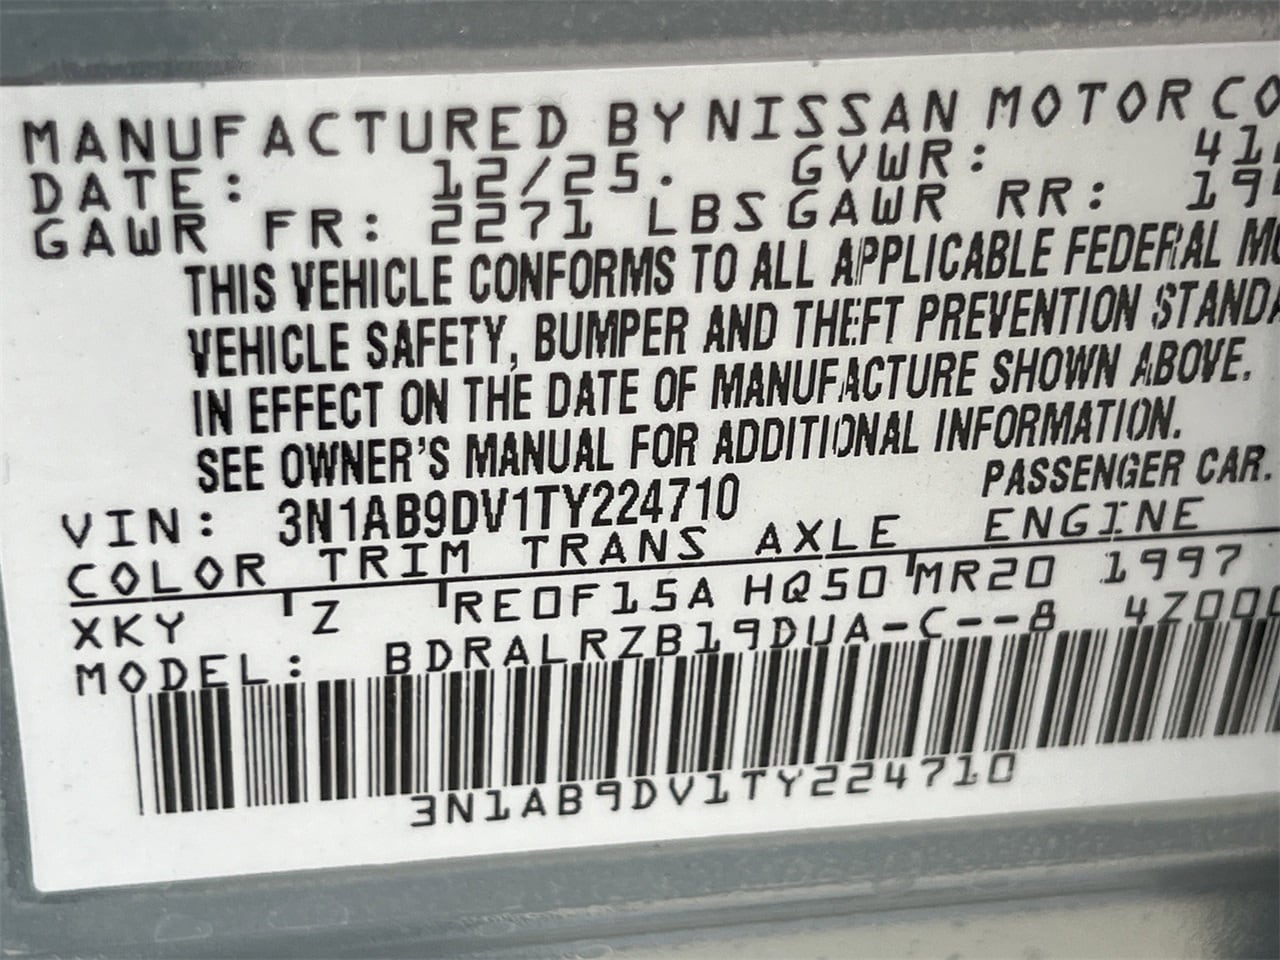 MANUFACTURED BY NISSAN MOTOR CO
DATE: 12/25. GVWR: 41
GAWR FR: 2271 LBS GAWR RR: 19
THIS VEHICLE CONFORMS TO ALL APPLICABLE FEDERAL
VEHICLE SAFETY, BUMPER AND THEFT PREVENTION
IN EFFECT ON THE DATE OF MANUFACTURE SHOWN ABOVE.
SEE OWNER'S MANUAL FOR ADDITIONAL INFORMATION.
PASSENGER CAR.
VIN: 3N1AB9DV1TY224710
COLOR TRIM TRANS AXLE ENGINE
XKY Z RE0F15A HQ50 MR20 1997
MODEL: BDRALRZB19DUA-C--8 4Z00
3N1AB9DV1TY224710